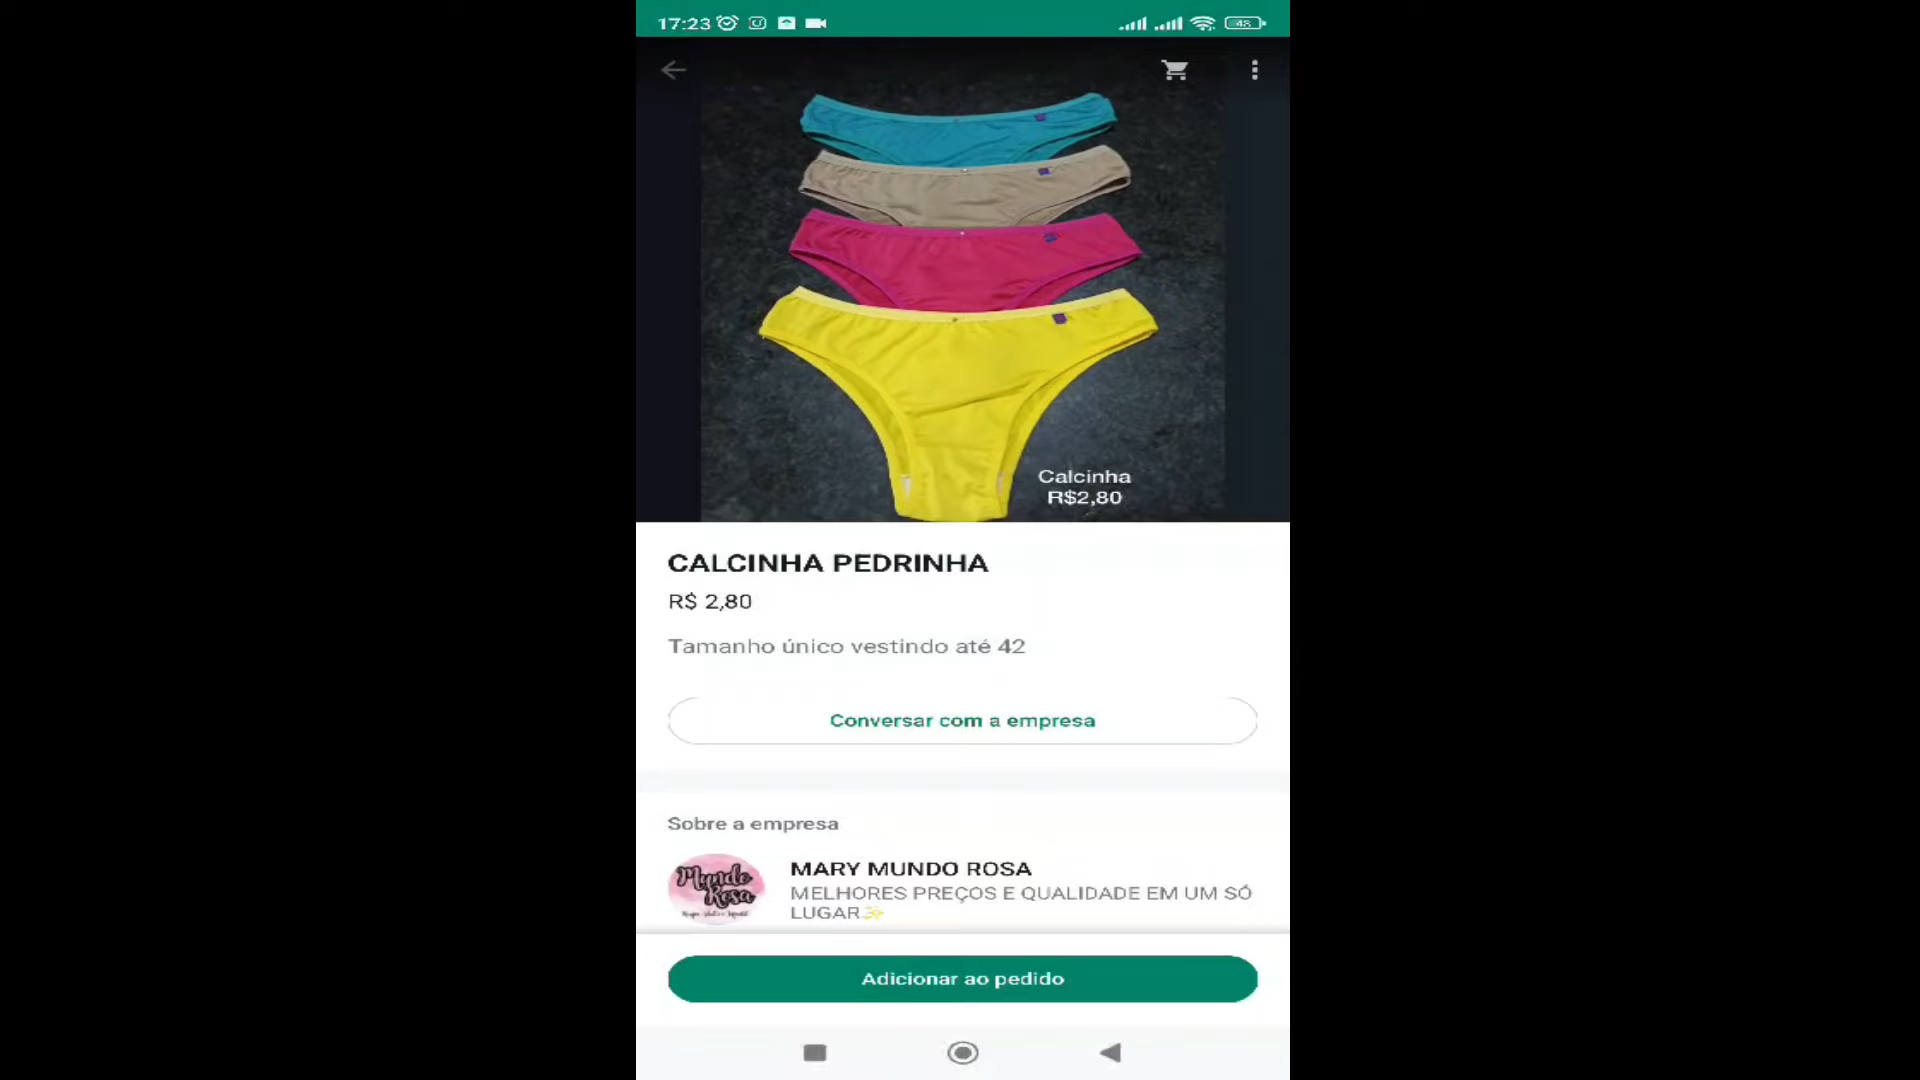 17:23
48
Calcinha
R$2,80
CALCINHA PEDRINHA
R$ 2,80
Tamanho único vestindo até 42
Conversar com a empresa
Sobre a empresa
Mundo
Rosa
MARY MUNDO ROSA
MELHORES PREÇOS E QUALIDADE EM UM SÓ
LUGAR✨
Adicionar ao pedido